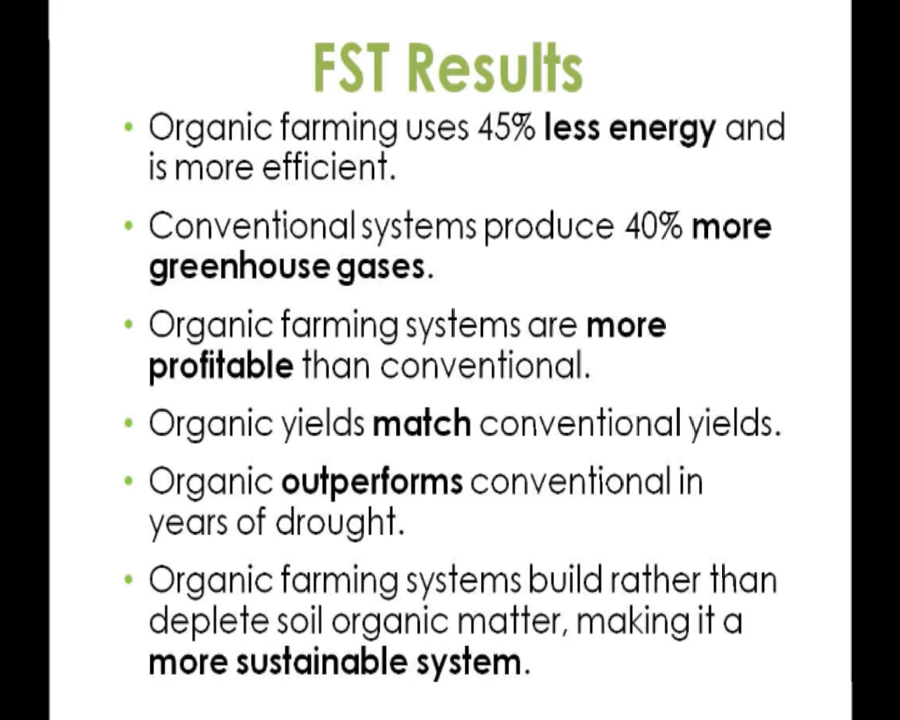 FST Results
• Organic farming uses 45% less energy and
is more efficient.
• Conventional systems produce 40% more
greenhouse gases.
• Organic farming systems are more
profitable than conventional.
• Organic yields match conventional yields.
• Organic outperforms conventional in
years of drought.
• Organic farming systems build rather than
deplete soil organic matter, making it a
more sustainable system.